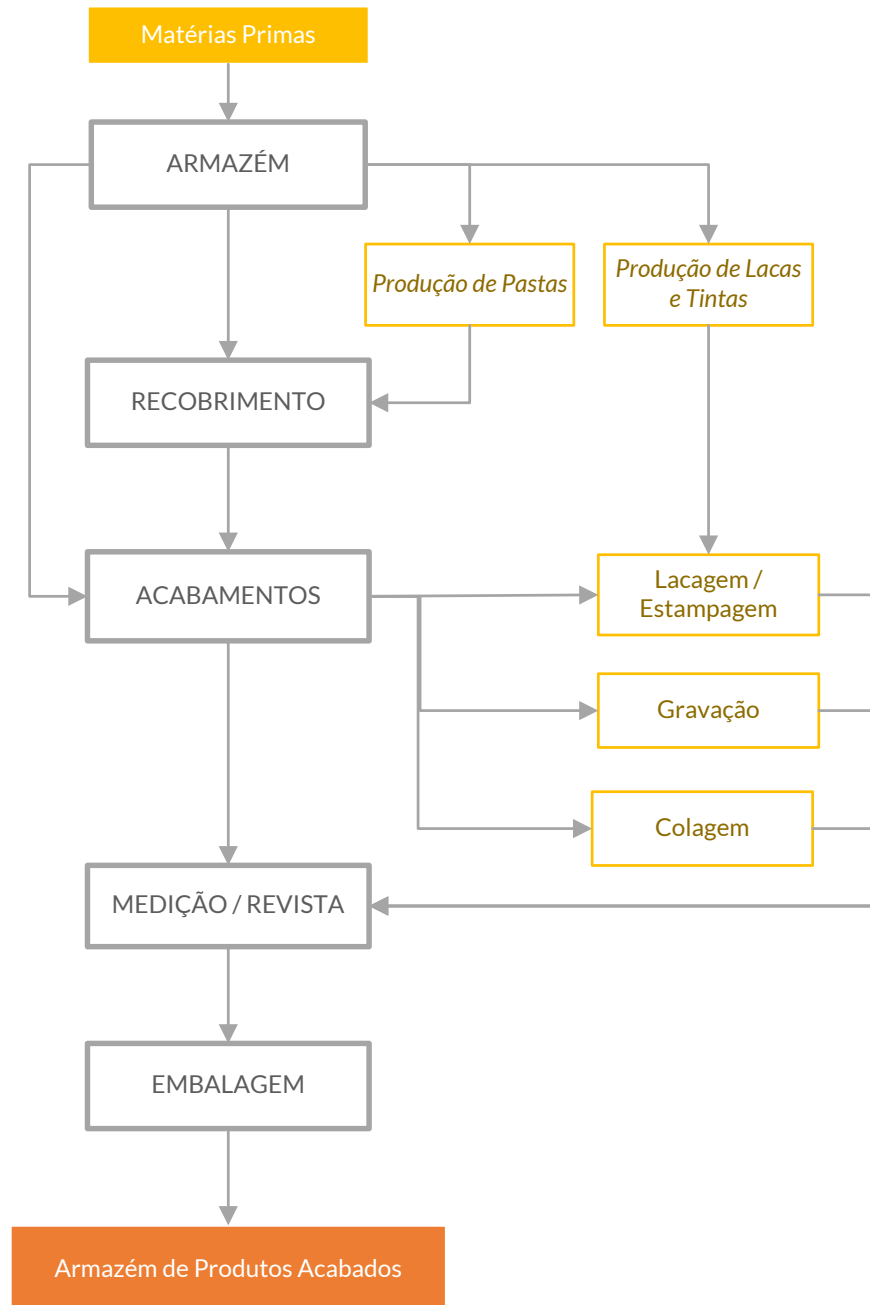 Matérias Primas
ARMAZÉM
Produção de Pastas
Produção de Lacas
e Tintas
RECOBRIMENTO
ACABAMENTOS
Lacagem /
Estampagem
Gravação
Colagem
MEDIÇÃO / REVISTA
EMBALAGEM
Armazém de Produtos Acabados